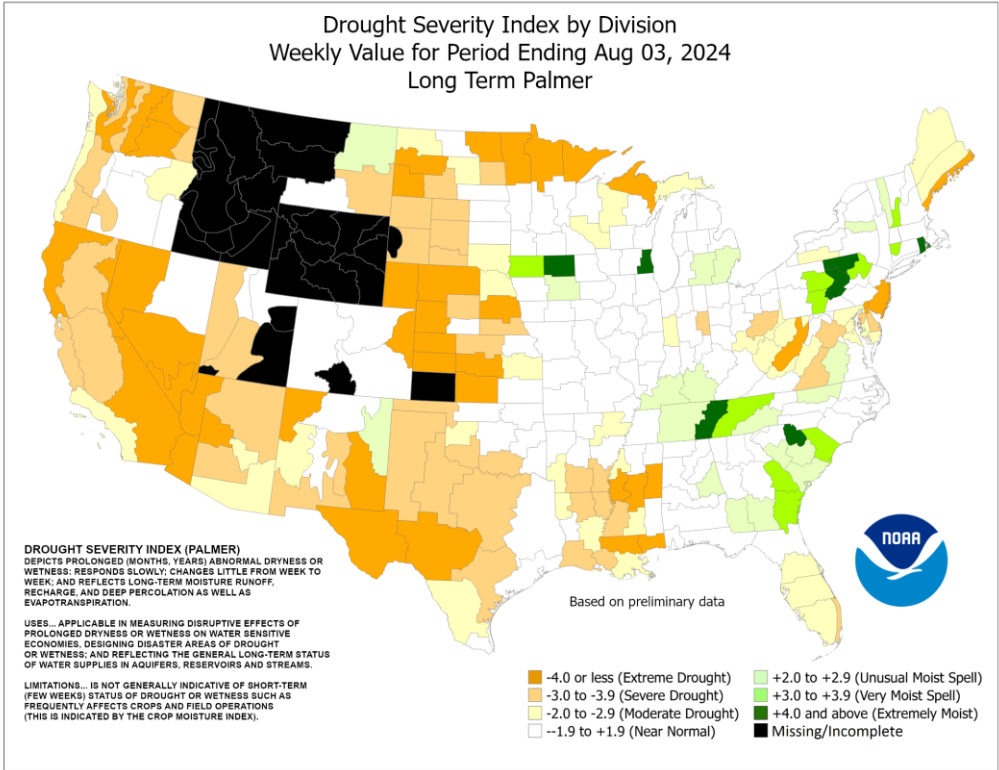 Drought Severity Index by Division
Weekly Value for Period Ending Aug 03, 2024
Long Term Palmer
NOAA
DROUGHT SEVERITY INDEX (PALMER)
DEPICTS PROLONGED (MONTHS, YEARS) ABNORMAL DRYNESS OR
WETNESS: RESPONDS SLOWLY; CHANGES LITTLE FROM WEEK TO
WEEK; AND REFLECTS LONG-TERM MOISTURE RUNOFF,
RECHARGE, AND DEEP PERCOLATION AS WELL AS
EVAPOTRANSPIRATION.
USES... APPLICABLE IN MEASURING DISRUPTIVE EFFECTS OF
PROLONGED DRYNESS OR WETNESS ON WATER SENSITIVE
ECONOMIES, DESIGNING DISASTER AREAS OF DROUGHT
OR WETNESS; AND REFLECTING THE GENERAL LONG-TERM STATUS
OF WATER SUPPLIES IN AQUIFERS, RESERVOIRS AND STREAMS.
LIMITATIONS... IS NOT GENERALLY INDICATIVE OF SHORT-TERM
(FEW WEEKS) STATUS OF DROUGHT OR WETNESS SUCH AS
FREQUENTLY AFFECTS CROPS AND FIELD OPERATIONS
(THIS IS INDICATED BY THE CROP MOISTURE INDEX).
Based on preliminary data
-4.0 or less (Extreme Drought)
-3.0 to -3.9 (Severe Drought)
-2.0 to -2.9 (Moderate Drought)
--1.9 to +1.9 (Near Normal)
+2.0 to +2.9 (Unusual Moist Spell)
+3.0 to +3.9 (Very Moist Spell)
+4.0 and above (Extremely Moist)
Missing/Incomplete